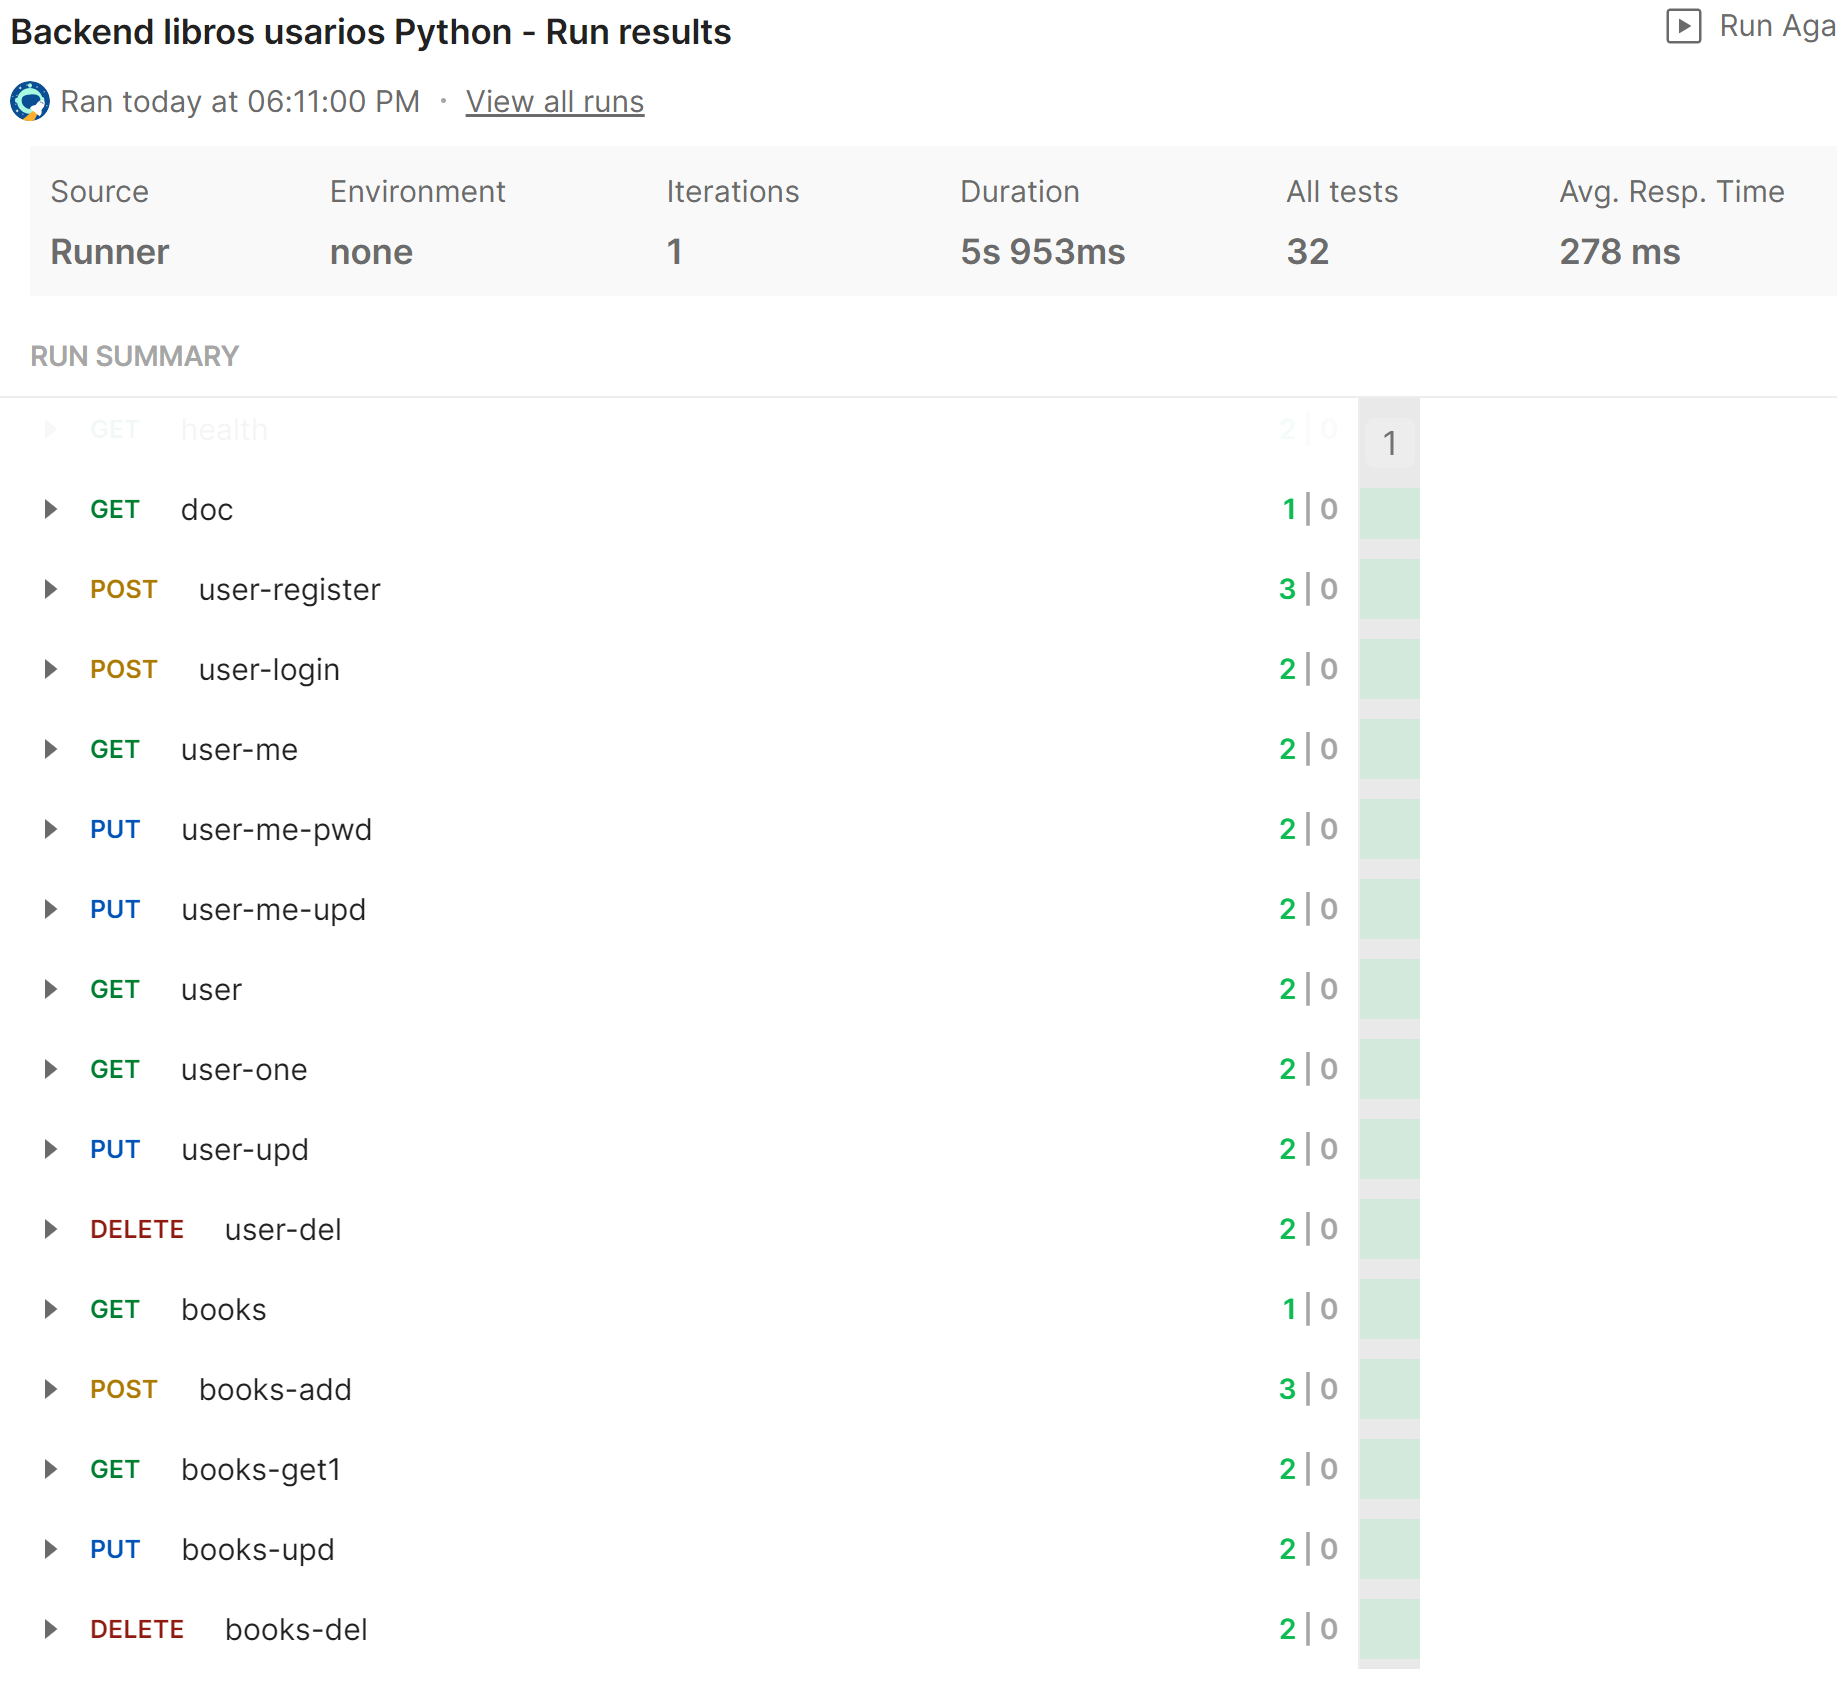 Backend libros usarios Python - Run results
Run Aga
Ran today at 06:11:00 PM · View all runs
Source Environment Iterations Duration All tests Avg. Resp. Time
Runner none 1 5s 953ms 32 278 ms
RUN SUMMARY
GET health 2 | 0
1
GET doc 1 | 0
POST user-register 3 | 0
POST user-login 2 | 0
GET user-me 2 | 0
PUT user-me-pwd 2 | 0
PUT user-me-upd 2 | 0
GET user 2 | 0
GET user-one 2 | 0
PUT user-upd 2 | 0
DELETE user-del 2 | 0
GET books 1 | 0
POST books-add 3 | 0
GET books-get1 2 | 0
PUT books-upd 2 | 0
DELETE books-del 2 | 0